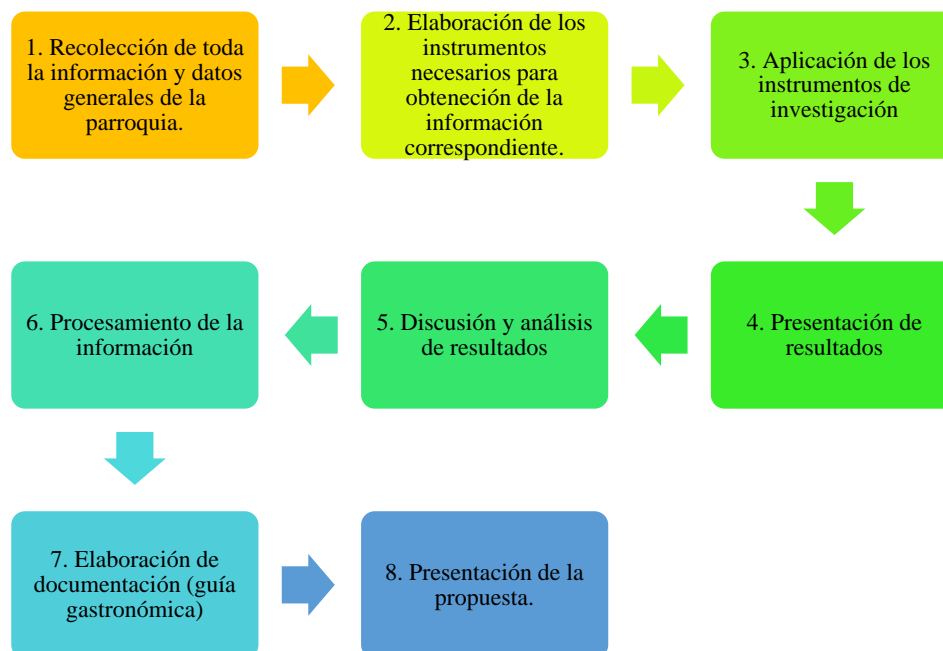 1. Recolección de toda
la información y datos
generales de la
parroquia.
2. Elaboración de los
instrumentos
necesarios para
obteneción de la
información
correspondiente.
3. Aplicación de los
instrumentos de
investigación
4. Presentación de
resultados
5. Discusión y análisis
de resultados
6. Procesamiento de la
información
7. Elaboración de
documentación (guía
gastronómica)
8. Presentación de la
propuesta.